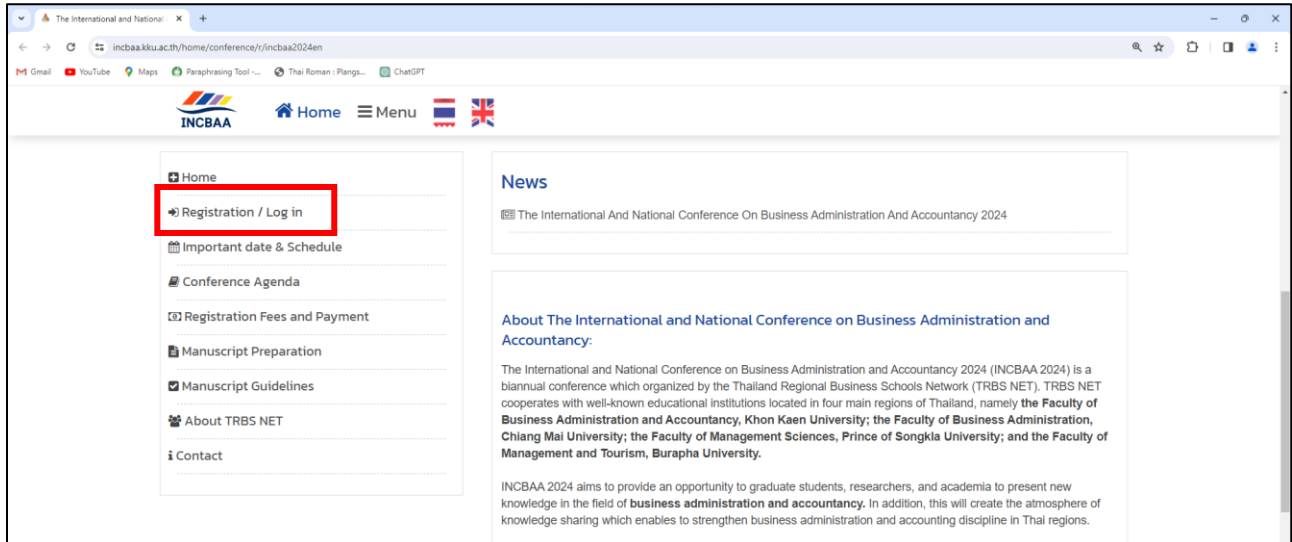 The International and National
incbaa.kku.ac.th/home/conference/r/incbaa2024en
Gmail YouTube Maps Paraphrasing Tool -... Thai Roman : Plangs... ChatGPT
INCBAA
Home Menu
Home
Registration / Log in
Important date & Schedule
Conference Agenda
Registration Fees and Payment
Manuscript Preparation
Manuscript Guidelines
About TRBS NET
Contact
News
The International And National Conference On Business Administration And Accountancy 2024
About The International and National Conference on Business Administration and
Accountancy:
The International and National Conference on Business Administration and Accountancy 2024 (INCBAA 2024) is a
biannual conference which organized by the Thailand Regional Business Schools Network (TRBS NET). TRBS NET
cooperates with well-known educational institutions located in four main regions of Thailand, namely the Faculty of
Business Administration and Accountancy, Khon Kaen University; the Faculty of Business Administration,
Chiang Mai University; the Faculty of Management Sciences, Prince of Songkla University; and the Faculty of
Management and Tourism, Burapha University.
INCBAA 2024 aims to provide an opportunity to graduate students, researchers, and academia to present new
knowledge in the field of business administration and accountancy. In addition, this will create the atmosphere of
knowledge sharing which enables to strengthen business administration and accounting discipline in Thai regions.